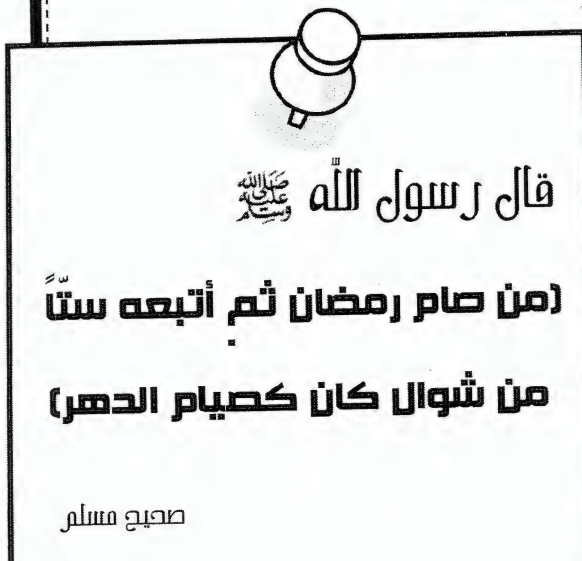 قال رسول الله ﷺ
(من صام رمضان ثم أتبعه ستّاً
من شوال كان كصيام الدهر)
صحيح مسلم